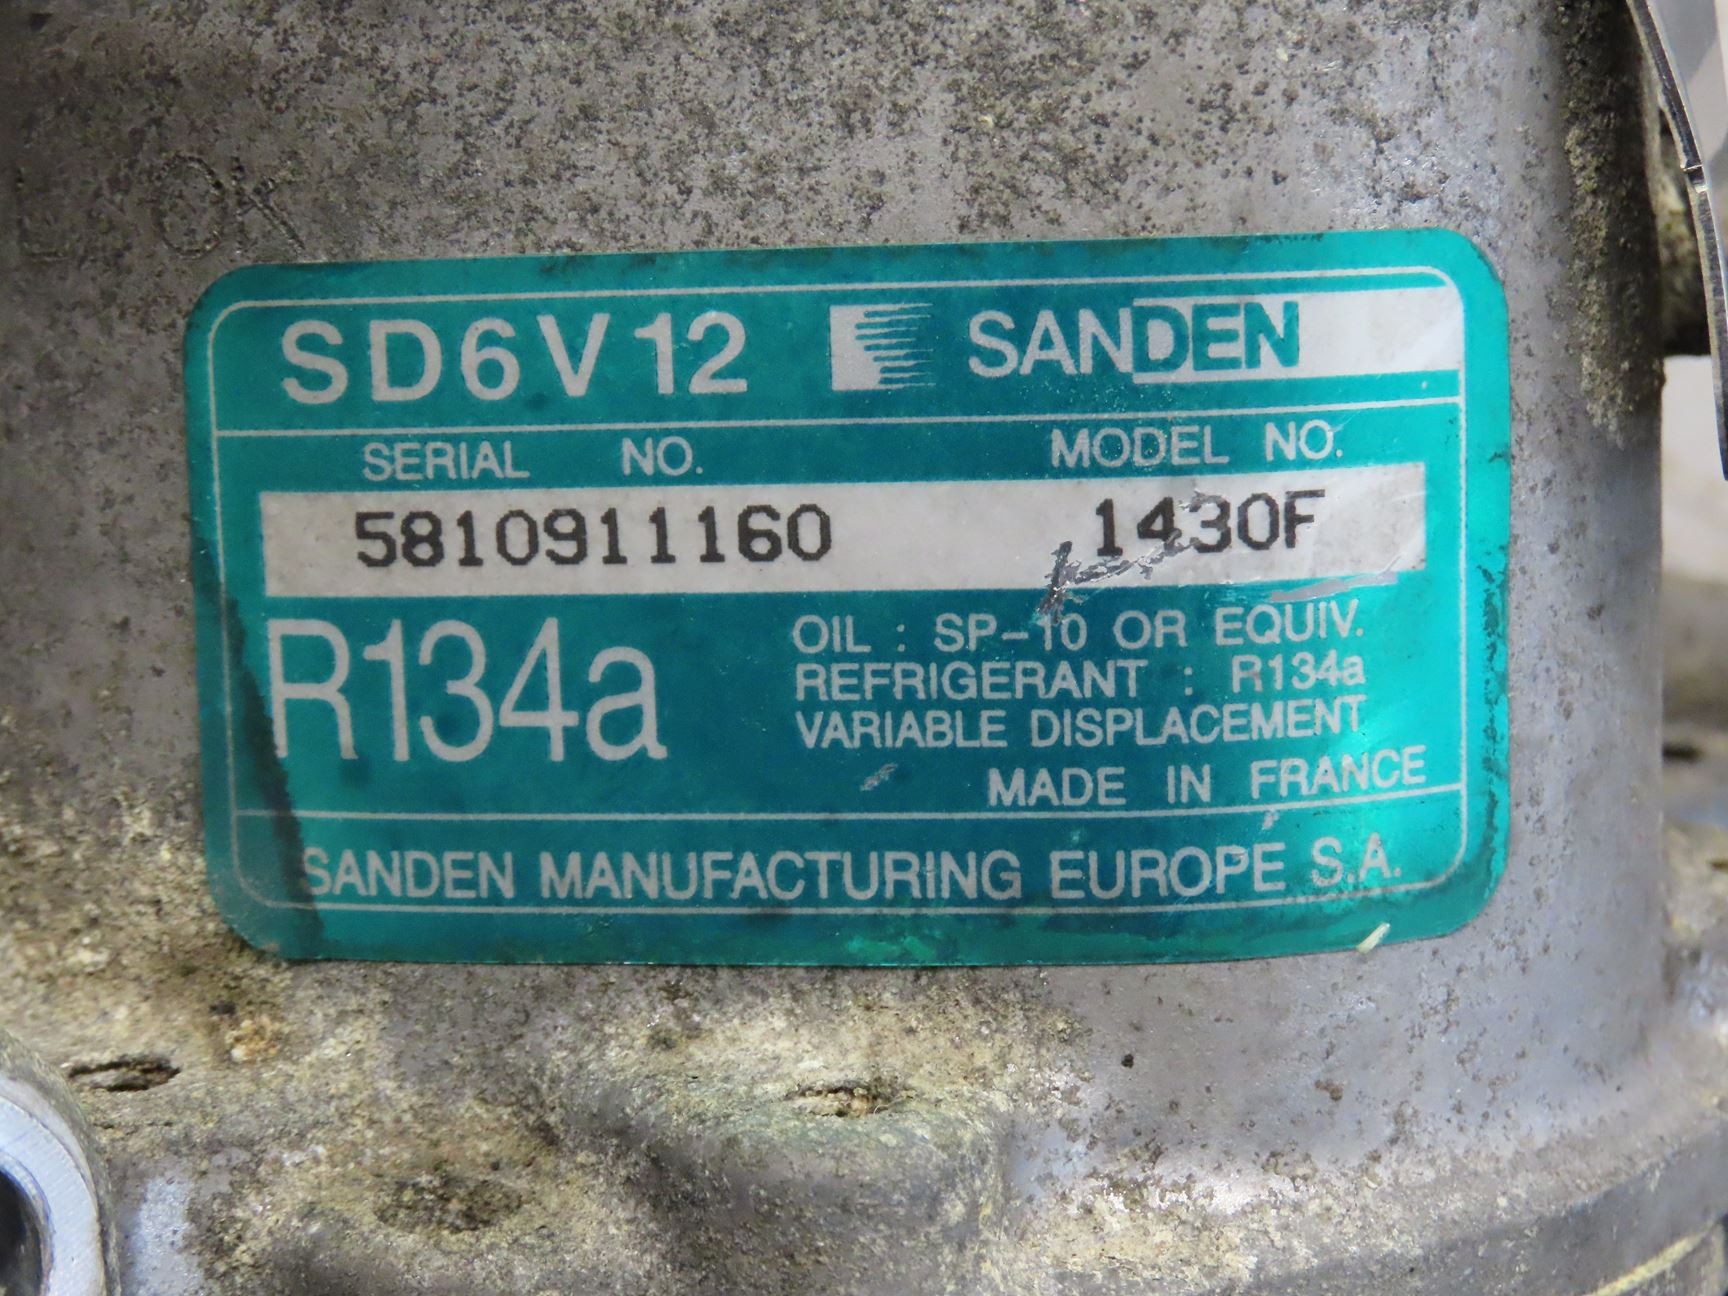 OK
SD6V12 SANDEN
SERIAL NO. MODEL NO.
5810911160 1430F
R134a
OIL : SP-10 OR EQUIV.
REFRIGERANT : R134a
VARIABLE DISPLACEMENT
MADE IN FRANCE
SANDEN MANUFACTURING EUROPE S.A.